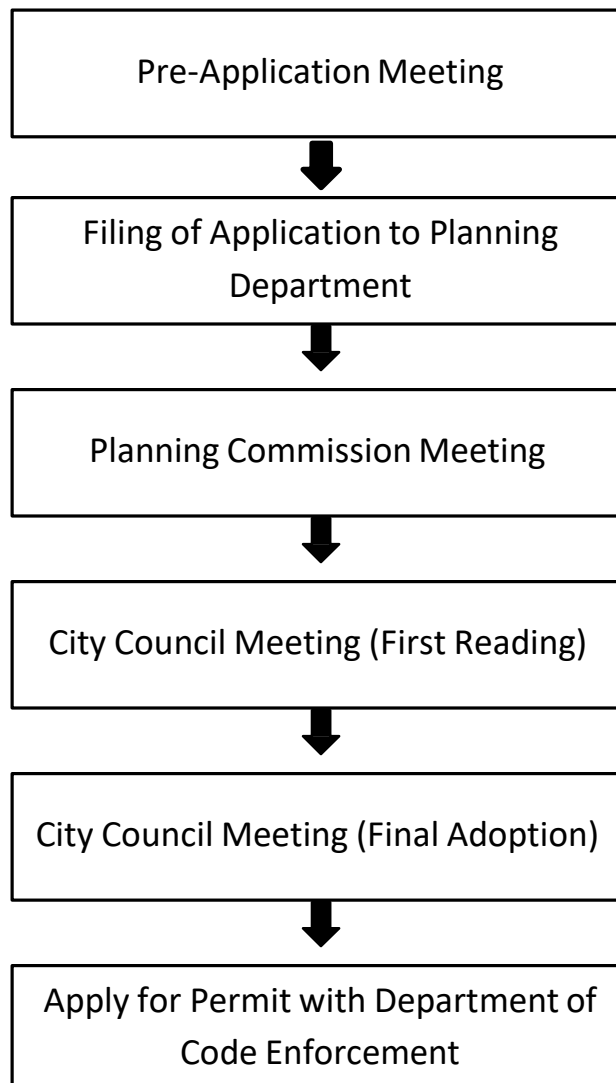 Pre-Application Meeting
Filing of Application to Planning
Department
Planning Commission Meeting
City Council Meeting (First Reading)
City Council Meeting (Final Adoption)
Apply for Permit with Department of
Code Enforcement